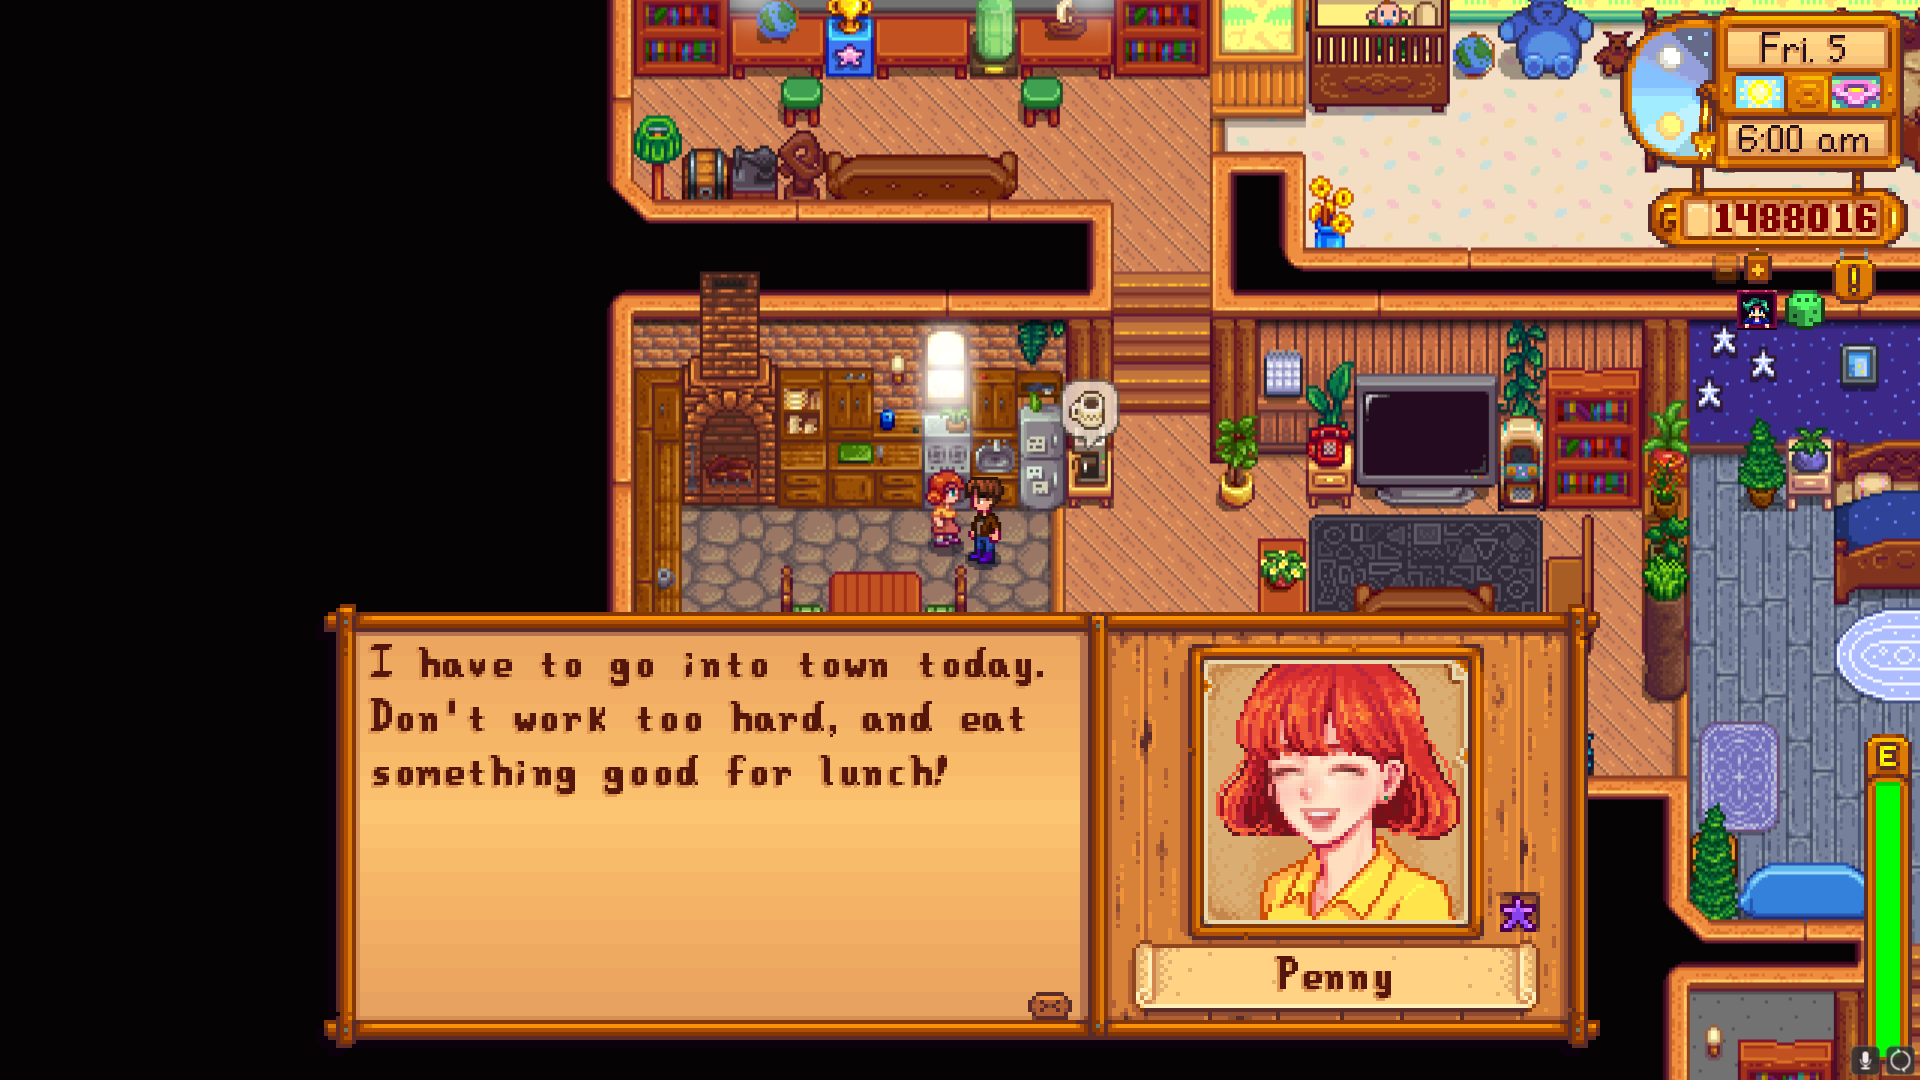 Fri. 5
6:00 am
1488016
I have to go into town today.
Don't work too hard, and eat
something good for lunch!
Penny
E